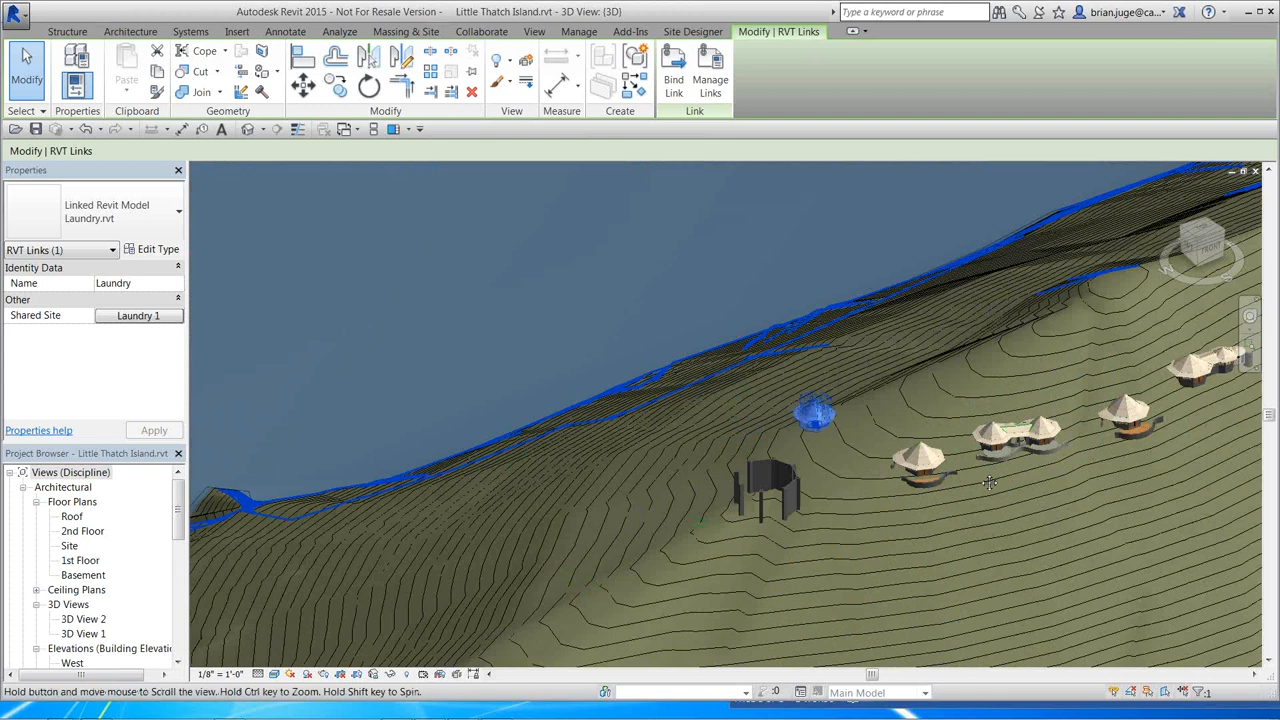 Autodesk Revit 2015 - Not For Resale Version - Little Thatch Island.rvt - 3D View: {3D}
Type a keyword or phrase
brian.juge@ca...
Structure Architecture Systems Insert Annotate Analyze Massing & Site Collaborate View Manage Add-Ins Site Designer Modify | RVT Links
Modify
Paste
Cope
Cut
Join
Bind Link
Manage Links
Select Properties Clipboard Geometry Modify View Measure Create Link
Modify | RVT Links
Properties
Linked Revit Model
Laundry.rvt
RVT Links (1) Edit Type
Identity Data
Name Laundry
Other
Shared Site Laundry 1
Properties help Apply
Project Browser - Little Thatch Island.rvt
Views (Discipline)
Architectural
Floor Plans
Roof
2nd Floor
Site
1st Floor
Basement
Ceiling Plans
3D Views
3D View 2
3D View 1
Elevations (Building Elevati
West
FRONT
W
S
1/8" = 1'-0"
Hold button and move mouse to Scroll the view. Hold Ctrl key to Zoom. Hold Shift key to Spin.
:0
Main Model
:1